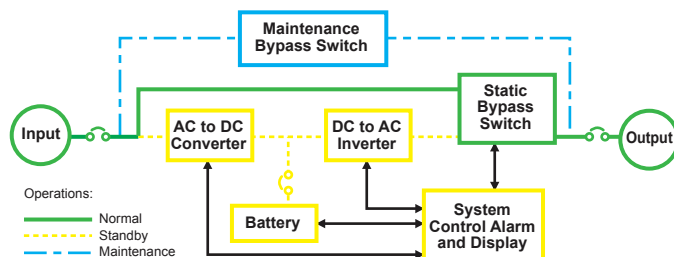 Maintenance
Bypass Switch
Static
Bypass
Switch
Input
AC to DC
Converter
DC to AC
Inverter
Output
Operations:
Normal
Standby
Maintenance
Battery
System
Control Alarm
and Display